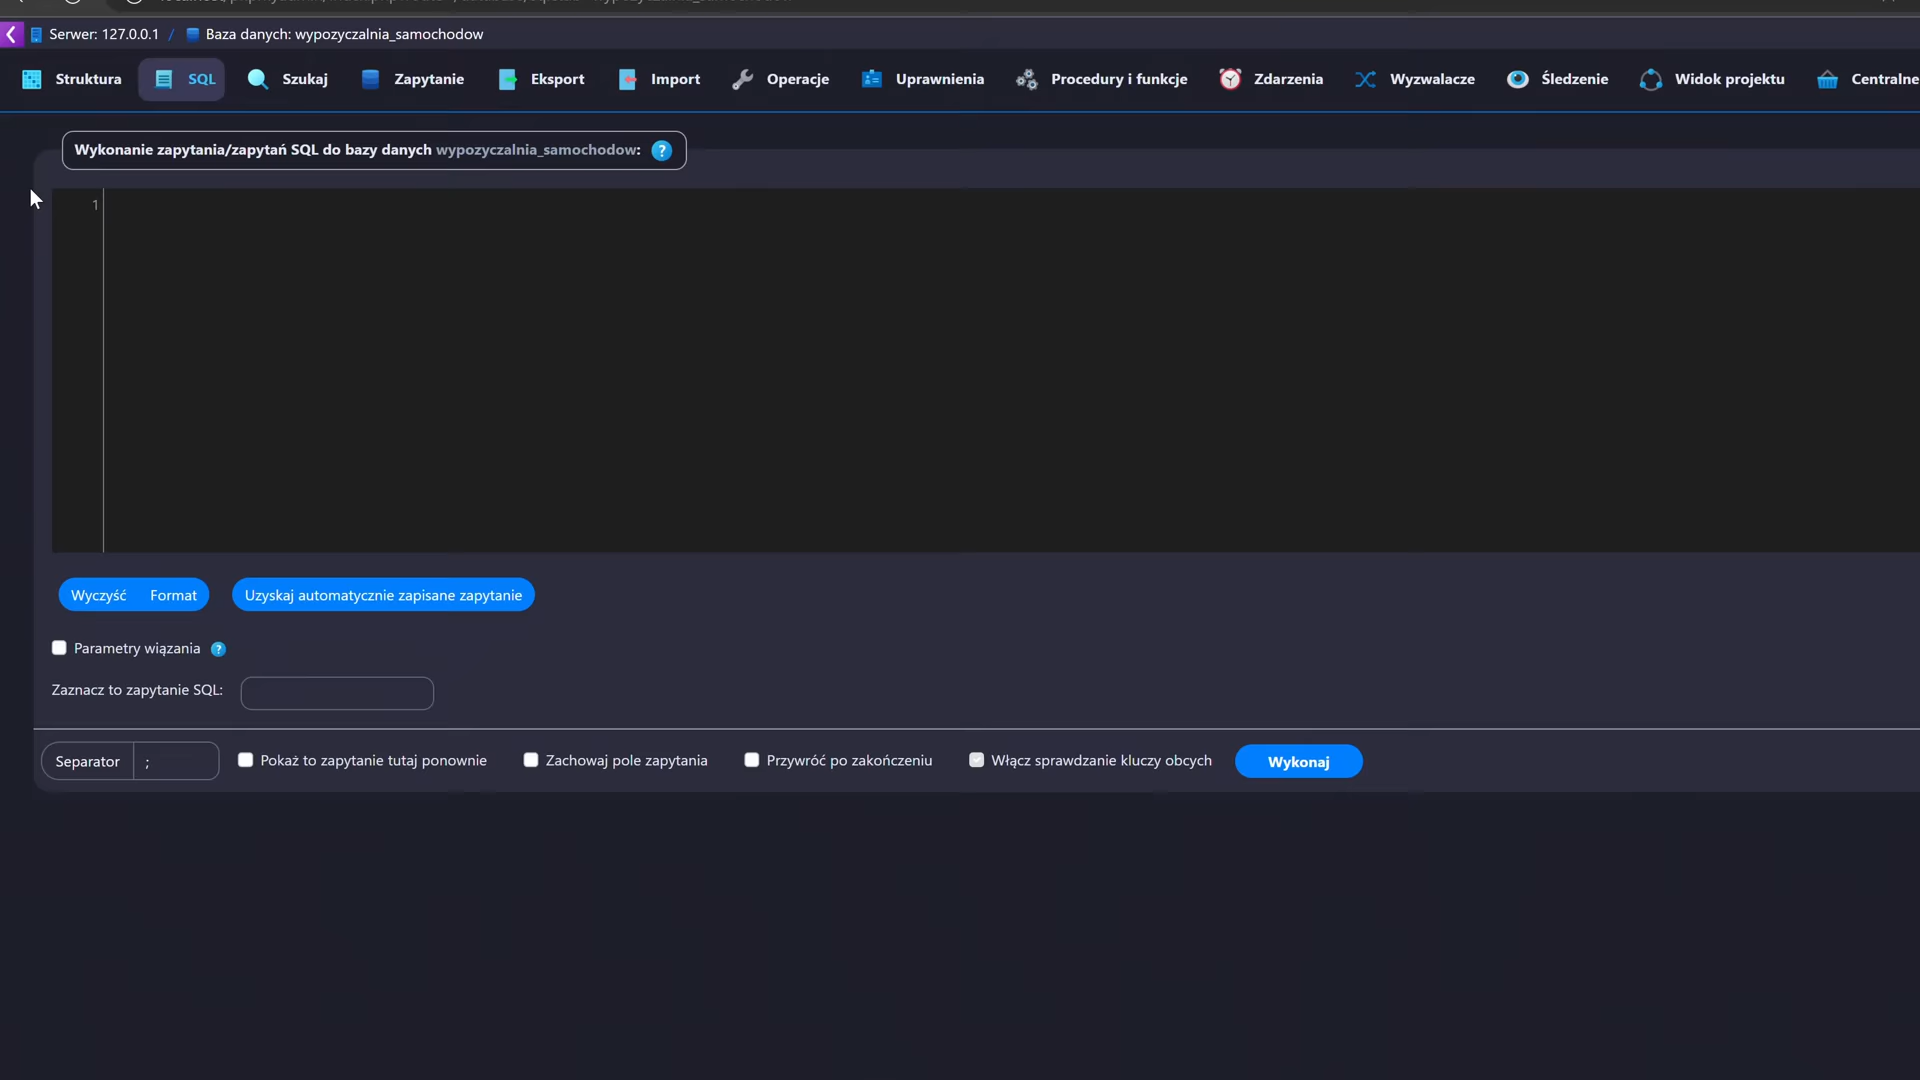 Serwer: 127.0.0.1 / Baza danych: wypozyczalnia_samochodow
Struktura SQL Szukaj Zapytanie Eksport Import Operacje Uprawnienia Procedury i funkcje Zdarzenia Wyzwalacze Śledzenie Widok projektu Centralne
Wykonanie zapytania/zapytań SQL do bazy danych wypozyczalnia_samochodow:
1
Wyczyść Format Uzyskaj automatycznie zapisane zapytanie
Parametry wiązania
Zaznacz to zapytanie SQL:
Separator ; Pokaż to zapytanie tutaj ponownie Zachowaj pole zapytania Przywróć po zakończeniu Włącz sprawdzanie kluczy obcych Wykonaj